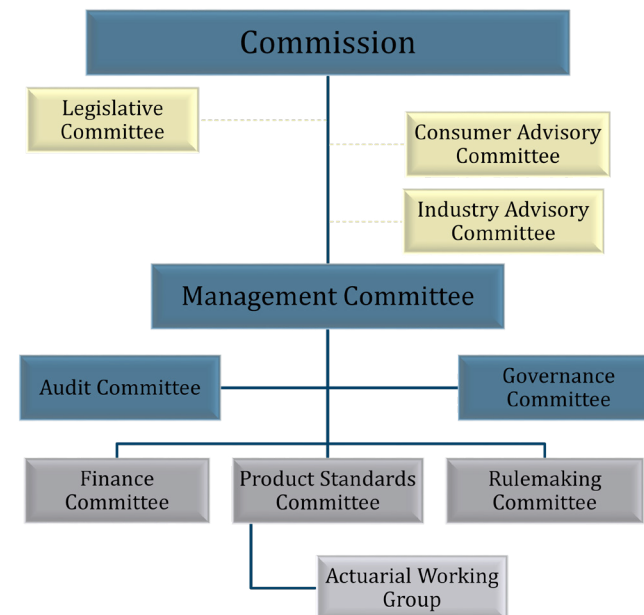 Commission
Legislative
Committee
Consumer Advisory
Committee
Industry Advisory
Committee
Management Committee
Audit Committee
Governance
Committee
Finance
Committee
Product Standards
Committee
Rulemaking
Committee
Actuarial Working
Group